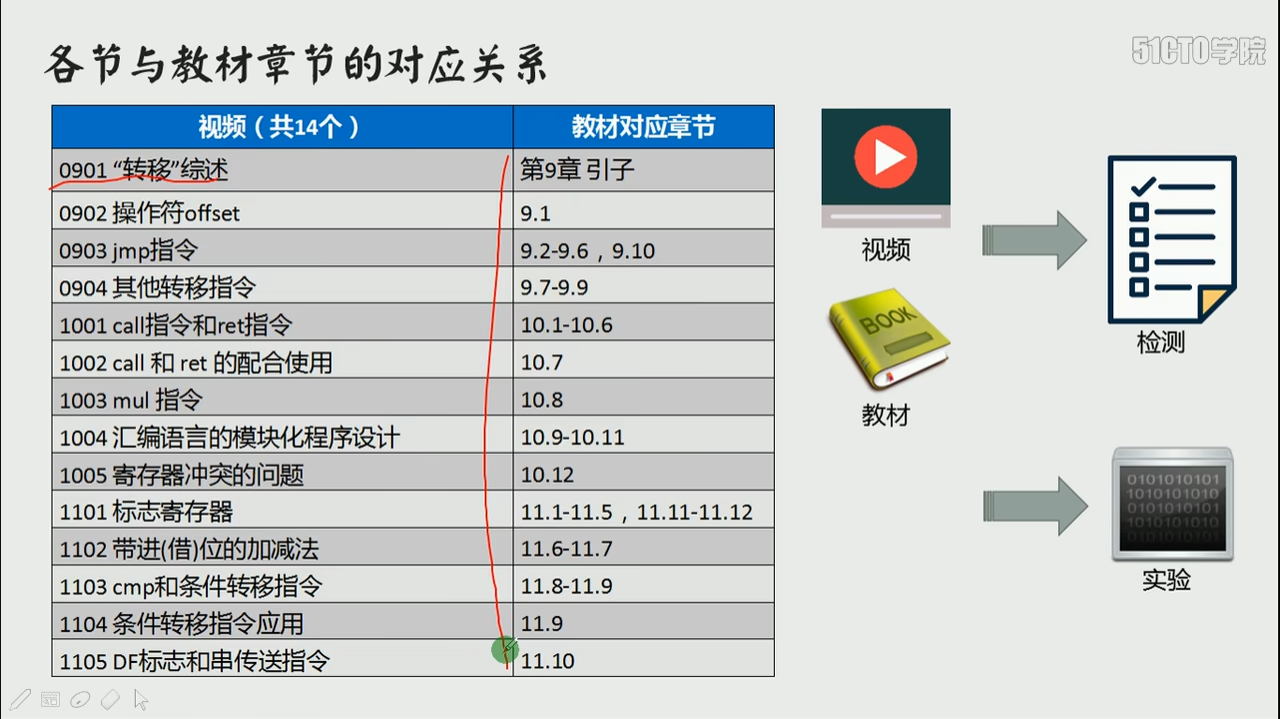 51CTO学院
各节与教材章节的对应关系
视频（共14个） 教材对应章节
0901 “转移”综述 第9章 引子
0902 操作符offset 9.1
0903 jmp指令 9.2-9.6，9.10
0904 其他转移指令 9.7-9.9
1001 call指令和ret指令 10.1-10.6
1002 call 和 ret 的配合使用 10.7
1003 mul 指令 10.8
1004 汇编语言的模块化程序设计 10.9-10.11
1005 寄存器冲突的问题 10.12
1101 标志寄存器 11.1-11.5，11.11-11.12
1102 带进(借)位的加减法 11.6-11.7
1103 cmp和条件转移指令 11.8-11.9
1104 条件转移指令应用 11.9
1105 DF标志和串传送指令 11.10
视频
BOOK
教材
检测
0101010101
1010101010
0101010101
1010101010
实验